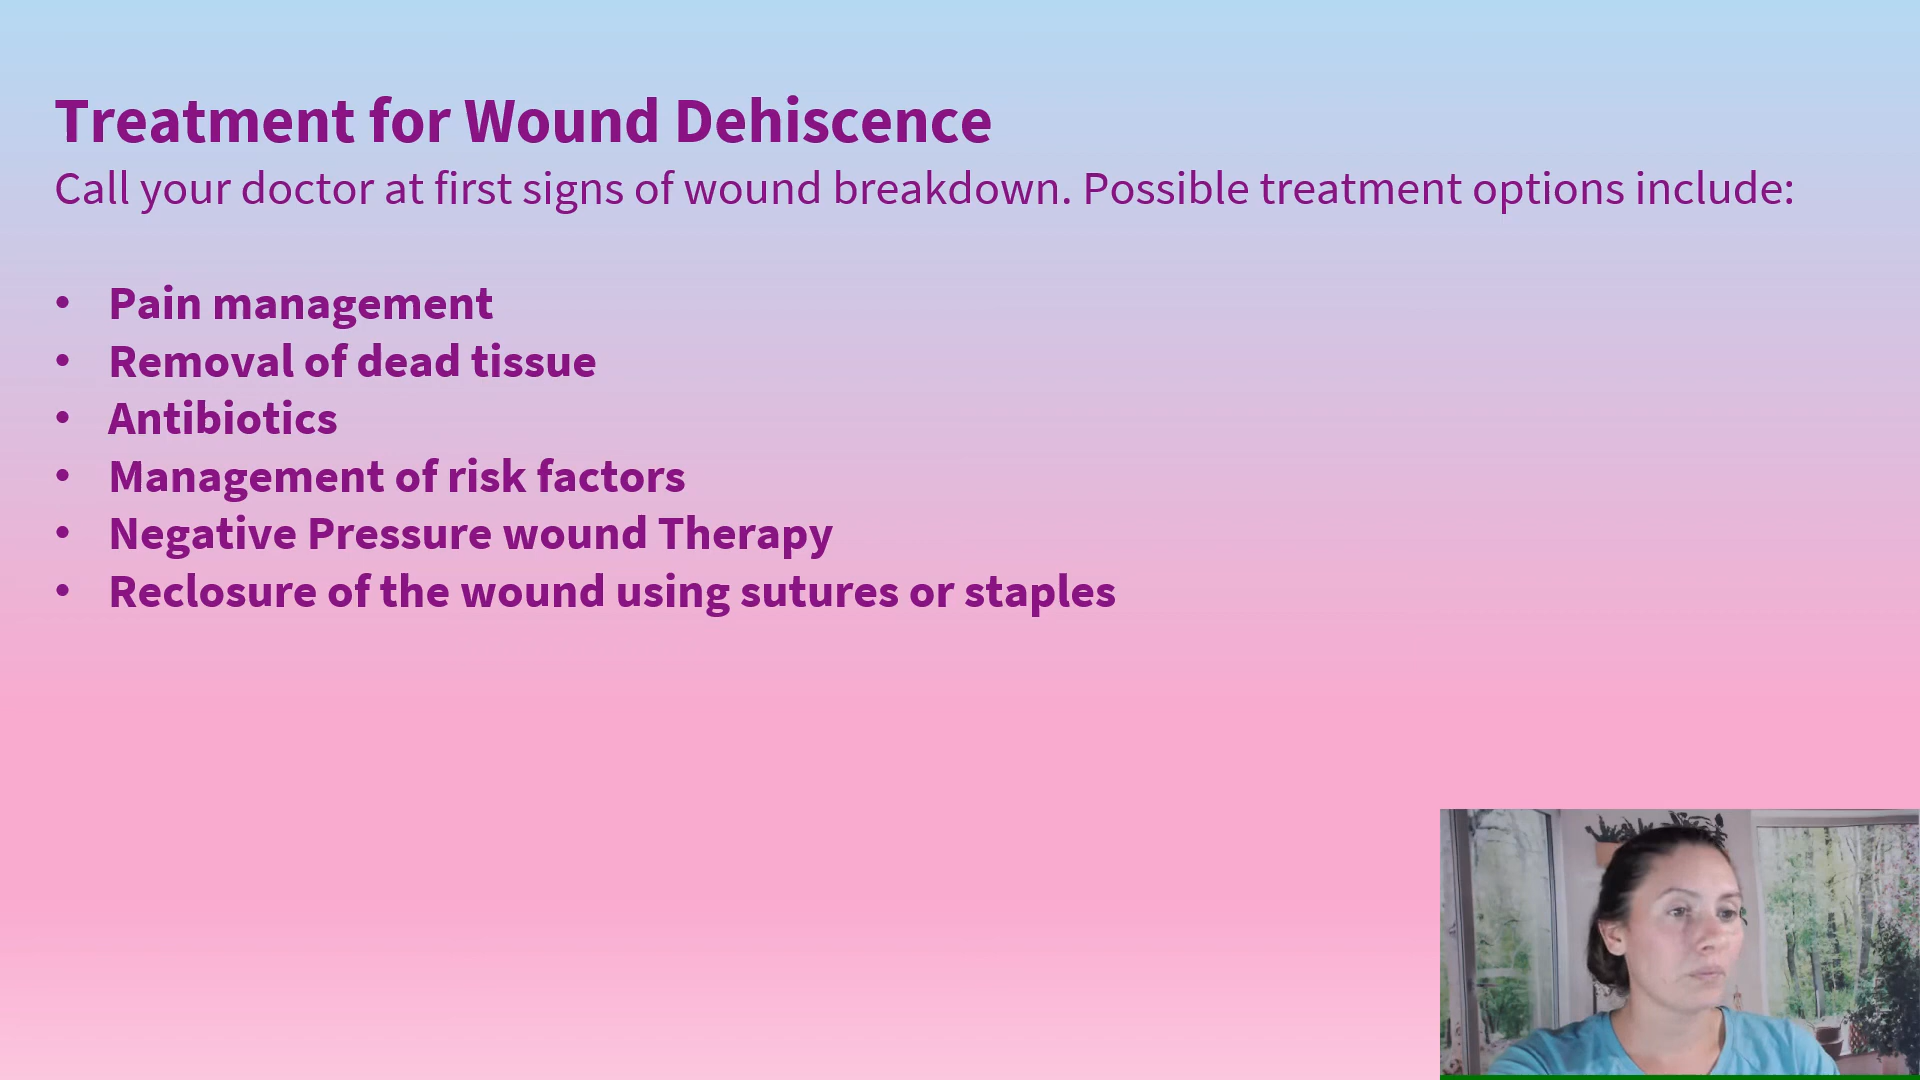 Treatment for Wound Dehiscence
Call your doctor at first signs of wound breakdown. Possible treatment options include:
• Pain management
• Removal of dead tissue
• Antibiotics
• Management of risk factors
• Negative Pressure wound Therapy
• Reclosure of the wound using sutures or staples